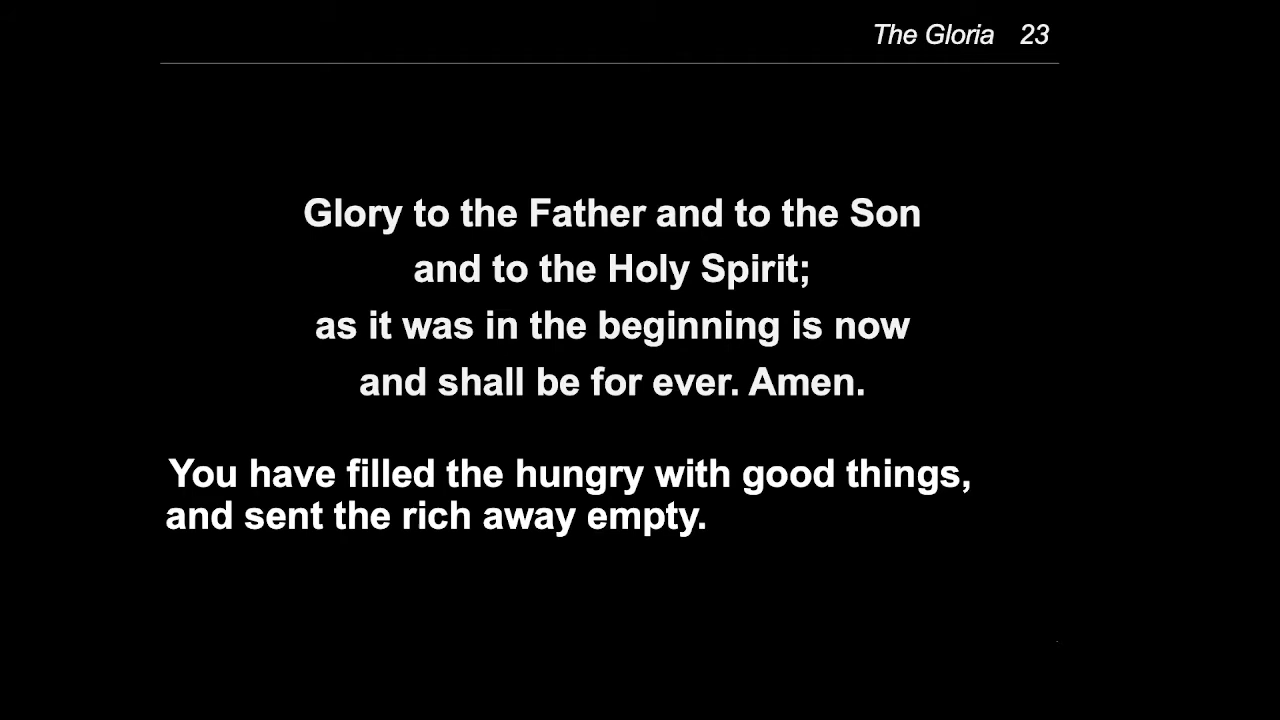 The Gloria 23
Glory to the Father and to the Son
and to the Holy Spirit;
as it was in the beginning is now
and shall be for ever. Amen.
You have filled the hungry with good things,
and sent the rich away empty.